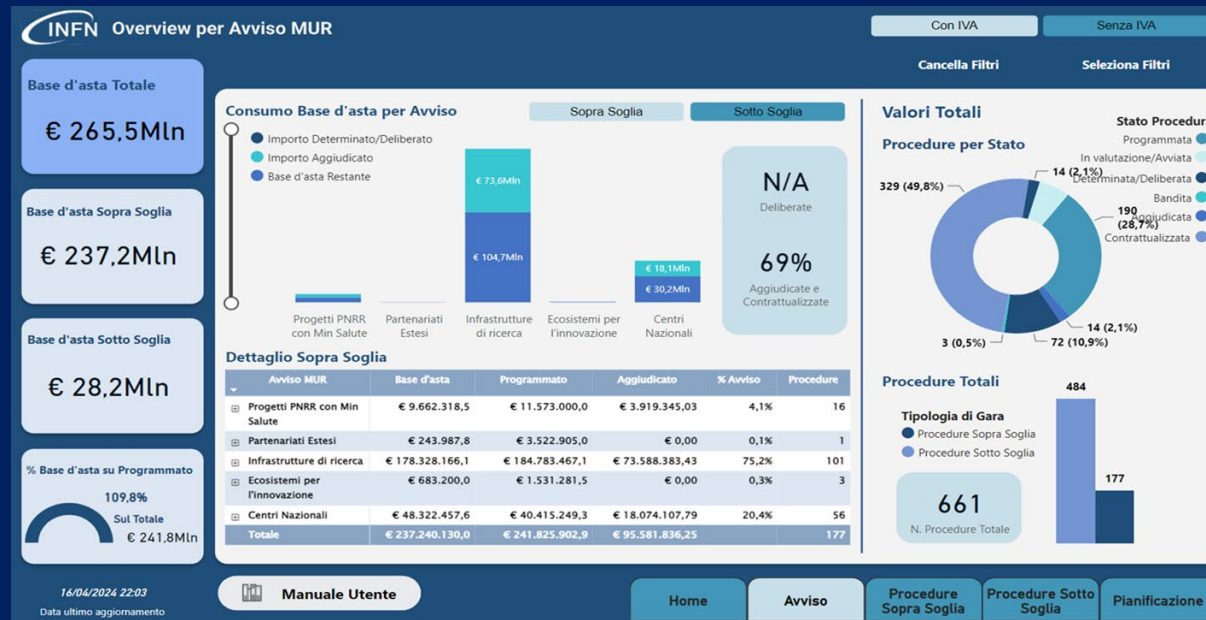 INFN Overview per Avviso MUR
Con IVA
Senza IVA
Cancella Filtri
Seleziona Filtri
Base d'asta Totale
€ 265,5Mln
Base d'asta Sopra Soglia
€ 237,2Mln
Base d'asta Sotto Soglia
€ 28,2Mln
% Base d'asta su Programmato
109,8%
Sul Totale
€ 241,8Mln
16/04/2024 22:03
Data ultimo aggiornamento
Consumo Base d'asta per Avviso
Sopra Soglia
Sotto Soglia
Importo Determinato/Deliberato
Importo Aggiudicato
Base d'asta Restante
€ 73,6Mln
€ 104,7Mln
€ 18,1Mln
€ 30,2Mln
Progetti PNRR
con Min Salute
Partenariati
Estesi
Infrastrutture
di ricerca
Ecosistemi per
l'innovazione
Centri
Nazionali
N/A
Deliberate
69%
Aggiudicate e
Contrattualizzate
Dettaglio Sopra Soglia
Avviso MUR Base d'asta Programmato Aggiudicato % Avviso Procedure
Progetti PNRR con Min € 9.662.318,5 € 11.573.000,0 € 3.919.345,03 4,1% 16
Salute
Partenariati Estesi € 243.987,8 € 3.522.905,0 € 0,00 0,1% 1
Infrastrutture di ricerca € 178.328.166,1 € 184.783.467,1 € 73.588.383,43 75,2% 101
Ecosistemi per € 683.200,0 € 1.531.281,5 € 0,00 0,3% 3
l'innovazione
Centri Nazionali € 48.322.457,6 € 40.415.249,3 € 18.074.107,79 20,4% 56
Totale € 237.240.130,0 € 241.825.902,9 € 95.581.836,25 177
Valori Totali
Procedure per Stato
Stato Procedur
Programmata
In valutazione/Avviata
Determinata/Deliberata
Bandita
Aggiudicata
Contrattualizzata
329 (49,8%)
14 (2,1%)
190
(28,7%)
14 (2,1%)
72 (10,9%)
3 (0,5%)
Procedure Totali
Tipologia di Gara
Procedure Sopra Soglia
Procedure Sotto Soglia
661
N. Procedure Totale
484
177
Manuale Utente
Home
Avviso
Procedure
Sopra Soglia
Procedure Sotto
Soglia
Pianificazione